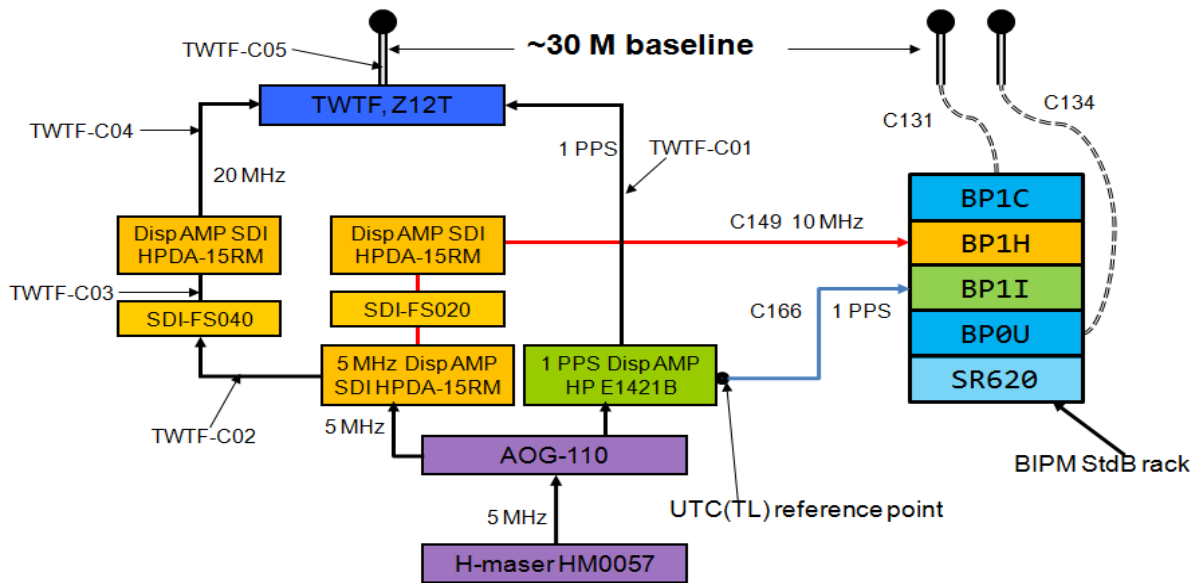 TWTF-C05
~30 M baseline
TWTF, Z12T
C134
C131
TWTF-C04
1 PPS
TWTF-C01
20 MHz
BP1C
Disp AMP SDI
HPDA-15RM
Disp AMP SDI
HPDA-15RM
C149 10 MHz
BP1H
TWTF-C03
SDI-FS040
SDI-FS020
C166
1 PPS
BP1I
BP0U
5 MHz Disp AMP
SDI HPDA-15RM
1 PPS Disp AMP
HP E1421B
SR620
TWTF-C02
5 MHz
AOG-110
BIPM StdB rack
UTC(TL) reference point
5 MHz
H-maser HM0057